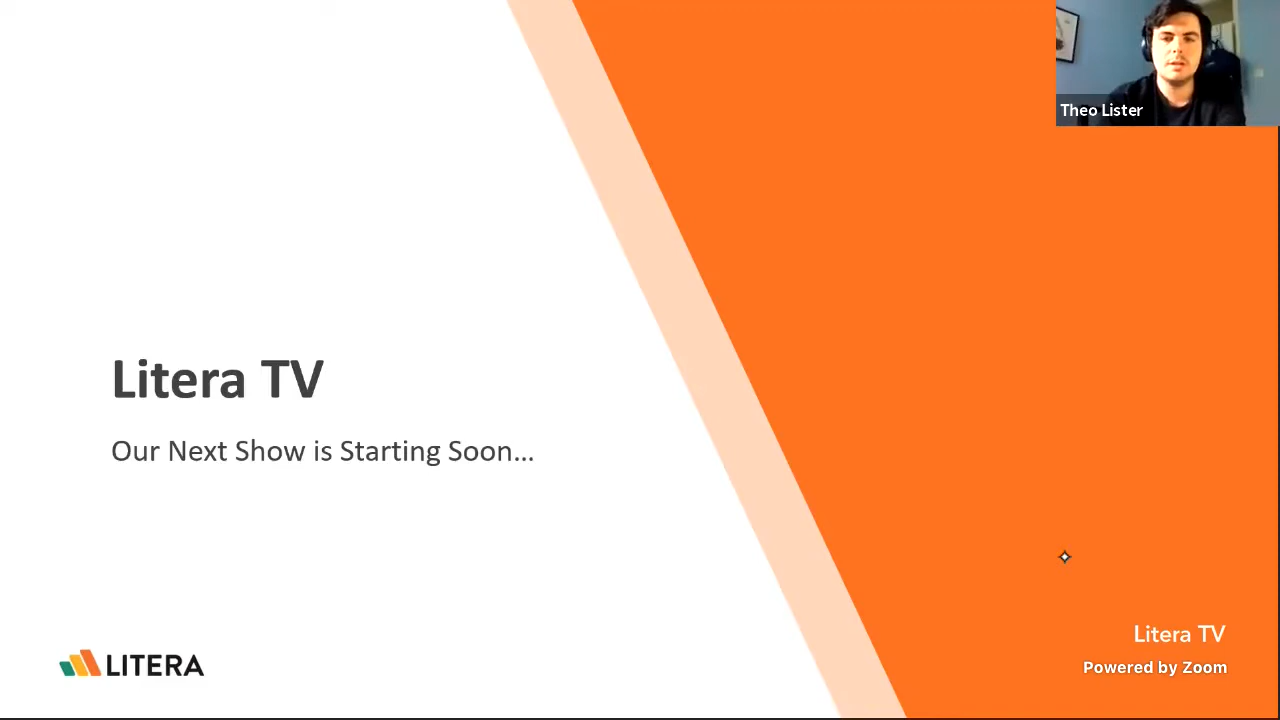 Theo Lister
Litera TV
Our Next Show is Starting Soon...
LITERA
Litera TV
Powered by Zoom